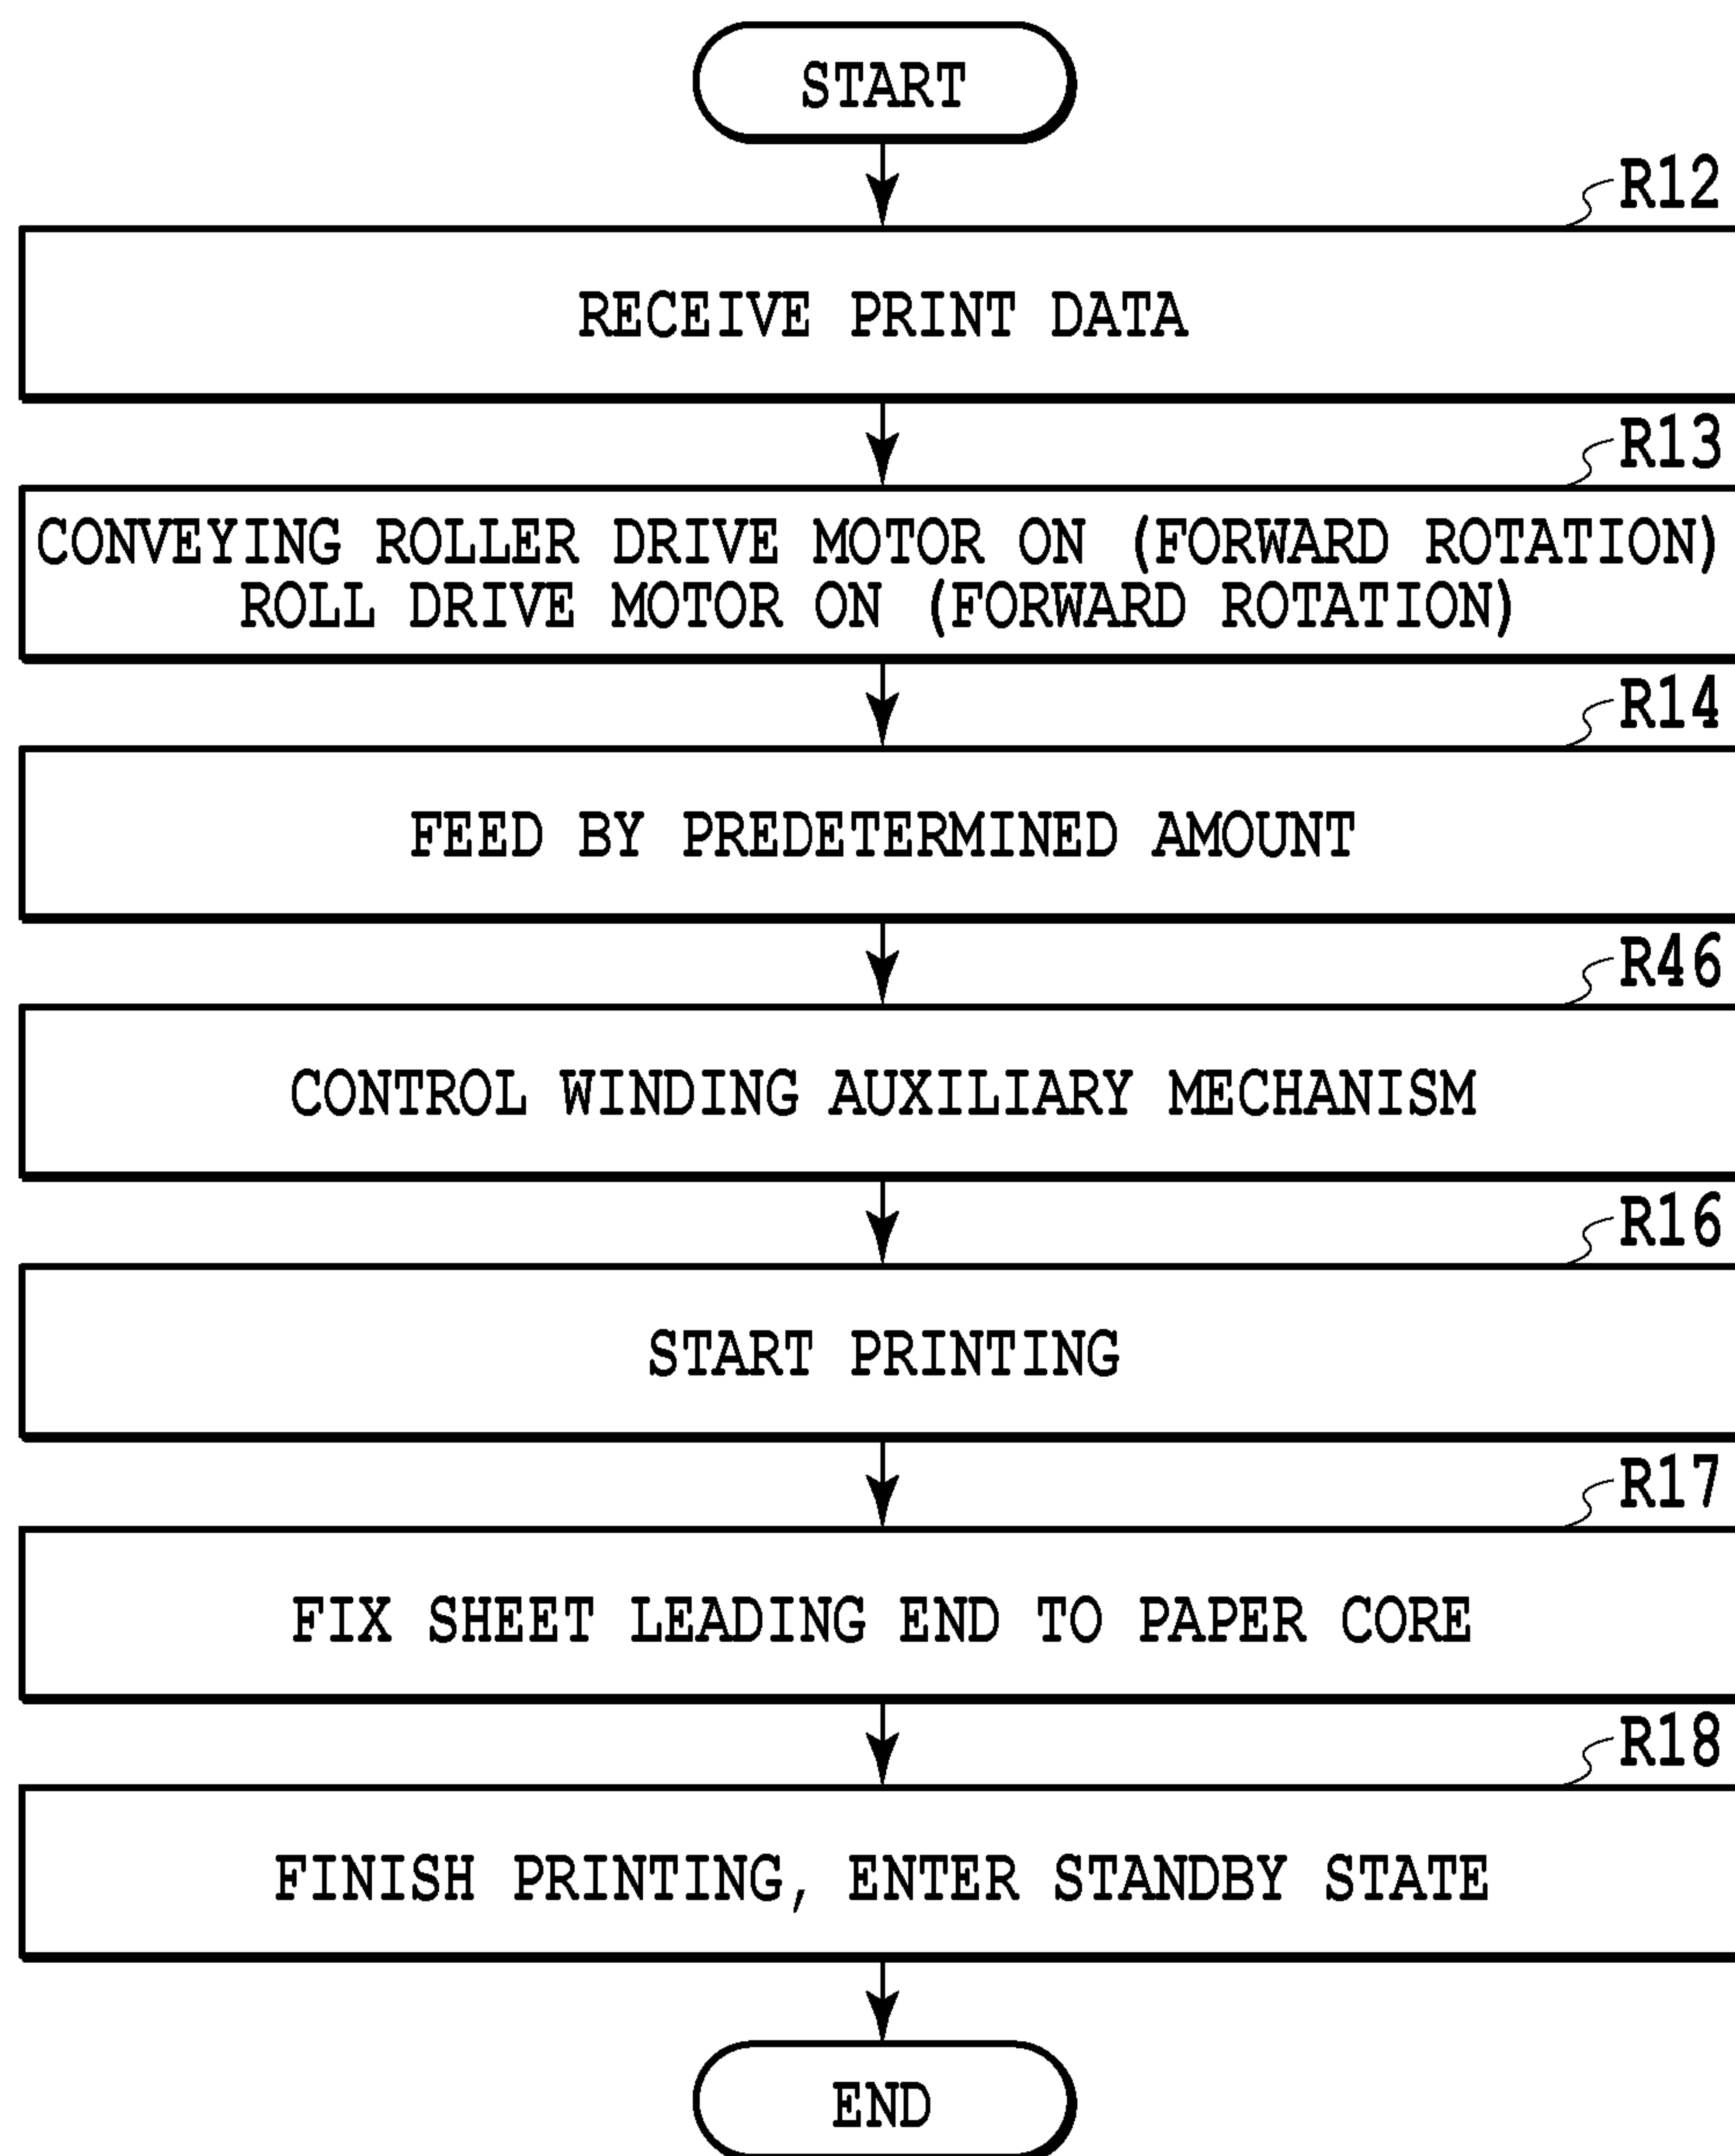 START
R12
RECEIVE PRINT DATA
R13
CONVEYING ROLLER DRIVE MOTOR ON (FORWARD ROTATION)
ROLL DRIVE MOTOR ON (FORWARD ROTATION)
R14
FEED BY PREDETERMINED AMOUNT
R46
CONTROL WINDING AUXILIARY MECHANISM
R16
START PRINTING
R17
FIX SHEET LEADING END TO PAPER CORE
R18
FINISH PRINTING, ENTER STANDBY STATE
END